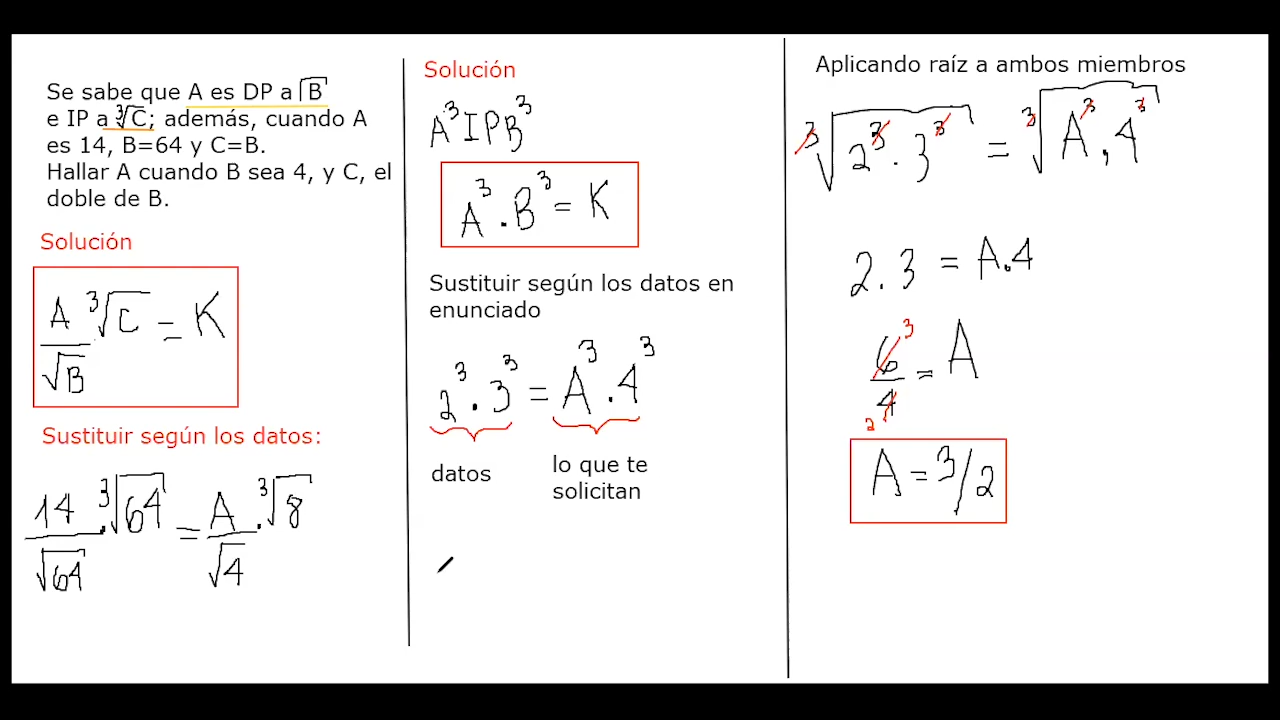 Se sabe que A es DP a √B
e IP a ∛C; además, cuando A
es 14, B=64 y C=B.
Hallar A cuando B sea 4, y C, el
doble de B.
Solución
A/√B . ∛C = K
Sustituir según los datos:
14/√64 . ∛64 = A/√4 . ∛8
Solución
A³ IP B³
A³ . B³ = K
Sustituir según los datos en
enunciado
2³ . 3³ = A³ . 4³
datos
lo que te
solicitan
Aplicando raíz a ambos miembros
∛2³ . 3³ = ∛A³ . 4³
2 . 3 = A . 4
6/4 = A
3
2
A = 3/2